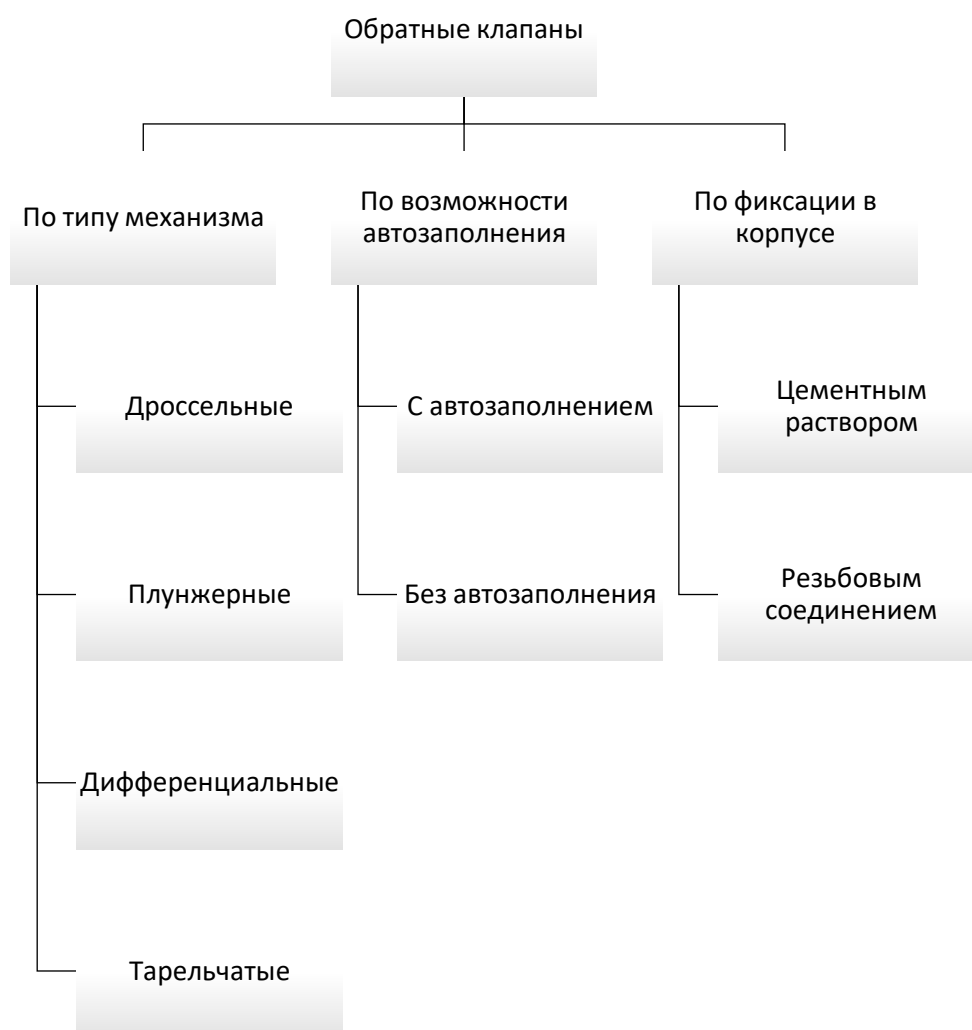 Обратные клапаны
По типу механизма
Дроссельные
Плунжерные
Дифференциальные
Тарельчатые
По возможности
автозаполнения
С автозаполнением
Без автозаполнения
По фиксации в
корпусе
Цементным
раствором
Резьбовым
соединением